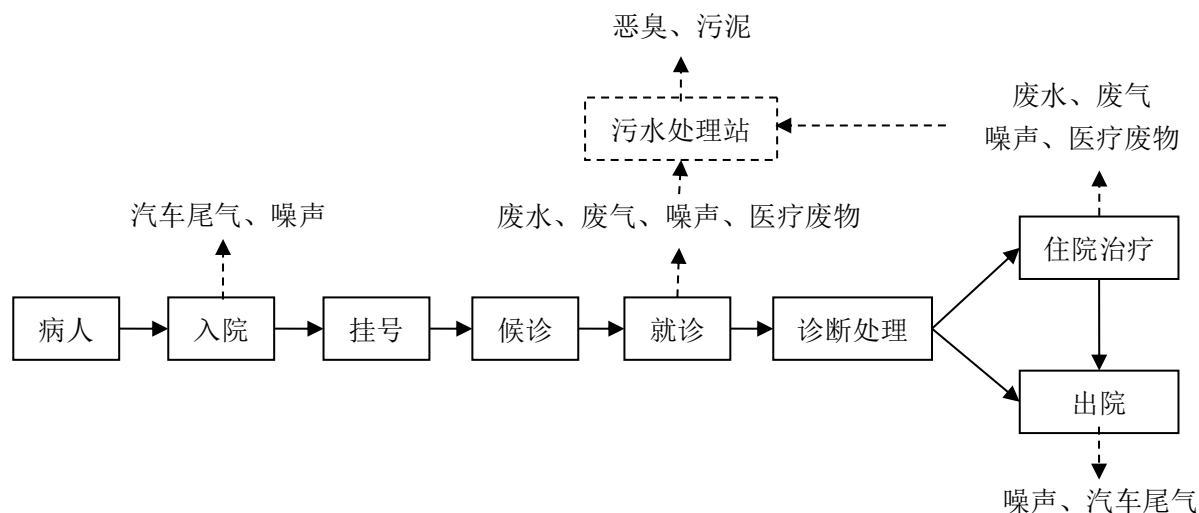 恶臭、污泥
污水处理站
废水、废气
噪声、医疗废物
汽车尾气、噪声
废水、废气、噪声、医疗废物
住院治疗
病人
入院
挂号
候诊
就诊
诊断处理
出院
噪声、汽车尾气